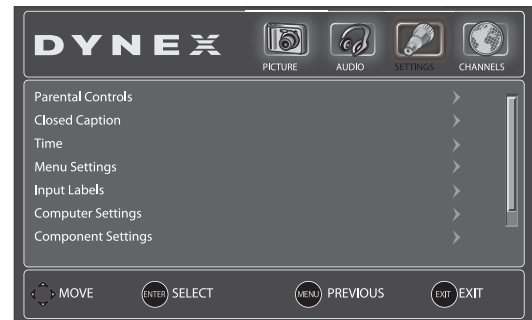 DYNEX
PICTURE AUDIO SETTINGS CHANNELS
Parental Controls
Closed Caption
Time
Menu Settings
Input Labels
Computer Settings
Component Settings
MOVE ENTER SELECT MENU PREVIOUS EXIT EXIT